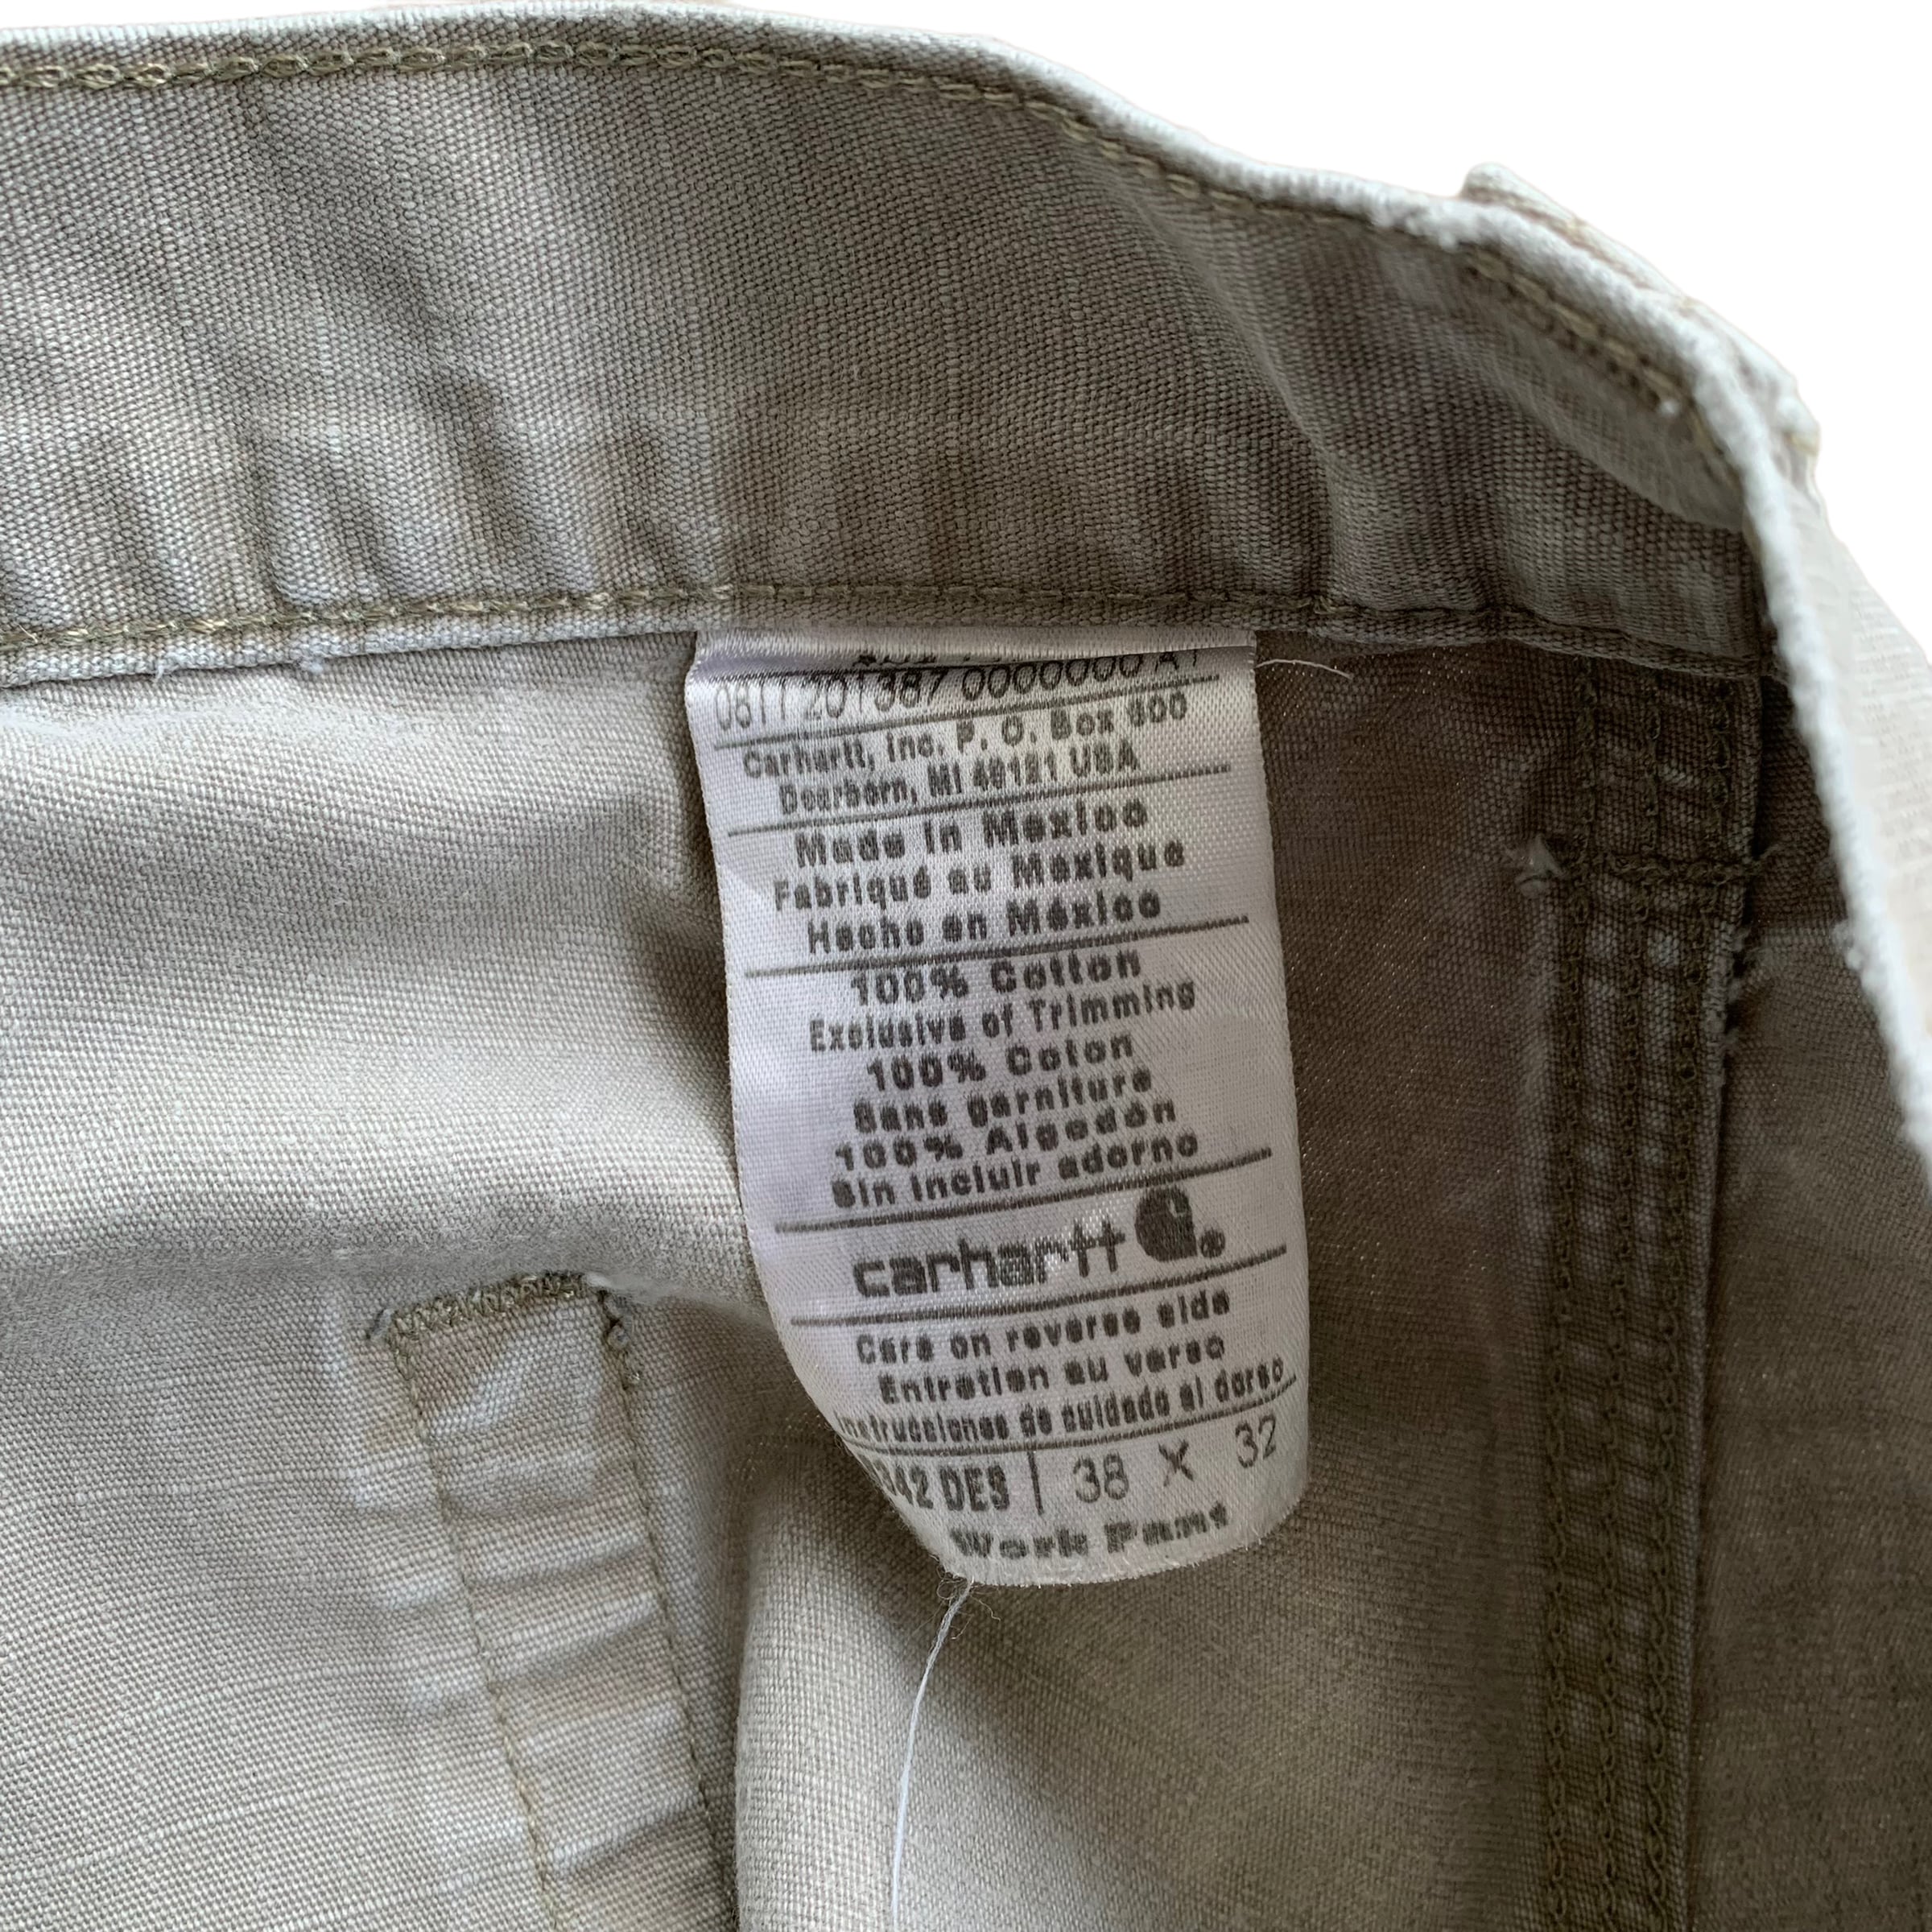 0811 201387 0000000 A1
Carhartt, Inc. P. O. Box 600
Dearborn, MI 48121 USA
Made in Mexico
Fabriqué au Mexique
Hecho en México
100% Cotton
Exclusive of Trimming
100% Coton
Sans garniture
100% Algodón
Sin incluir adorno
carhartt ®
Care on reverse side
Entretien au verso
Instrucciones de cuidado al dorso
342 DES | 38 X 32
Work Pant